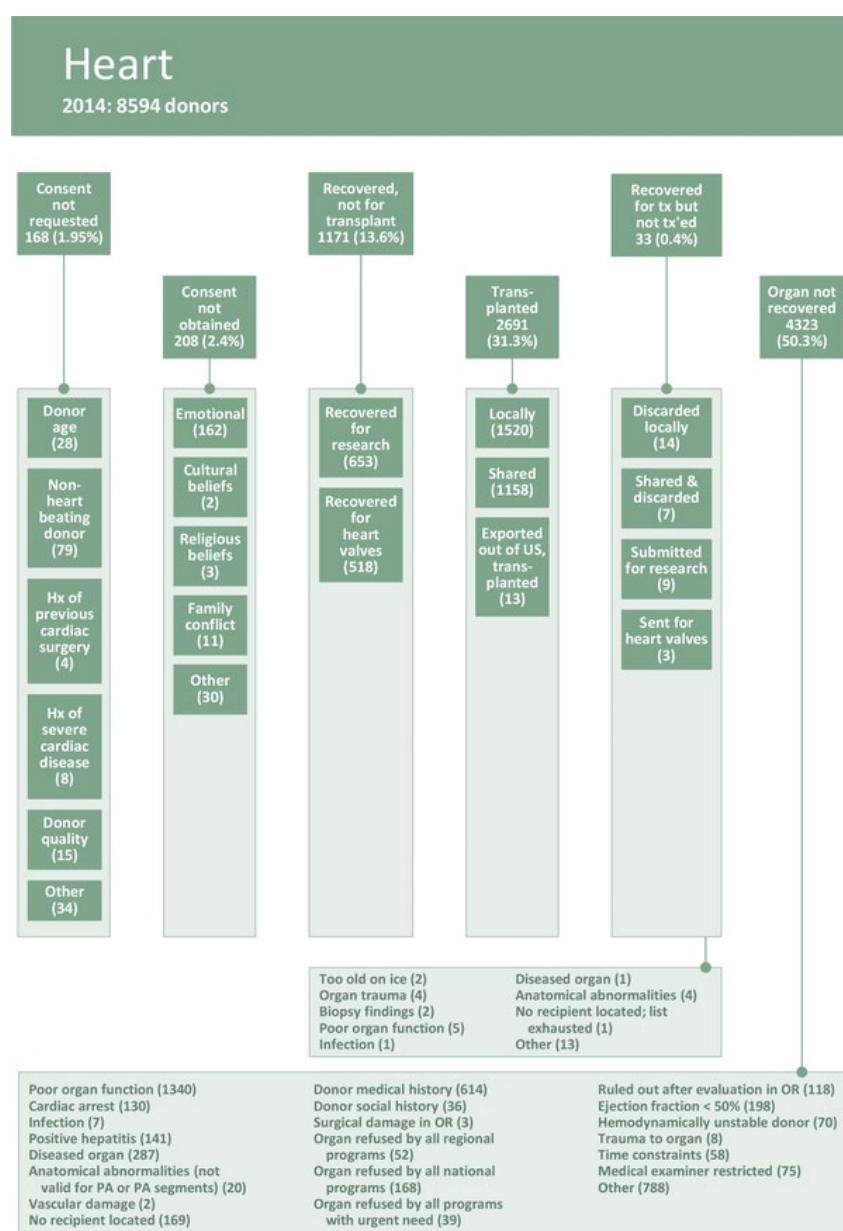 Heart
2014: 8594 donors
Consent
not
requested
168 (1.95%)
Recovered,
not for
transplant
1171 (13.6%)
Recovered
for tx but
not tx'ed
33 (0.4%)
Consent
not
obtained
208 (2.4%)
Trans-
planted
2691
(31.3%)
Organ not
recovered
4323
(50.3%)
Donor
age
(28)
Non-
heart
beating
donor
(79)
Hx of
previous
cardiac
surgery
(4)
Hx of
severe
cardiac
disease
(8)
Donor
quality
(15)
Other
(34)
Emotional
(162)
Cultural
beliefs
(2)
Religious
beliefs
(3)
Family
conflict
(11)
Other
(30)
Recovered
for
research
(653)
Recovered
for
heart
valves
(518)
Locally
(1520)
Shared
(1158)
Exported
out of US,
trans-
planted
(13)
Discarded
locally
(14)
Shared &
discarded
(7)
Submitted
for research
(9)
Sent for
heart valves
(3)
Too old on ice (2)
Organ trauma (4)
Biopsy findings (2)
Poor organ function (5)
Infection (1)
Diseased organ (1)
Anatomical abnormalities (4)
No recipient located; list
exhausted (1)
Other (13)
Poor organ function (1340)
Cardiac arrest (130)
Infection (7)
Positive hepatitis (141)
Diseased organ (287)
Anatomical abnormalities (not
valid for PA or PA segments) (20)
Vascular damage (2)
No recipient located (169)
Donor medical history (614)
Donor social history (36)
Surgical damage in OR (3)
Organ refused by all regional
programs (52)
Organ refused by all national
programs (168)
Organ refused by all programs
with urgent need (39)
Ruled out after evaluation in OR (118)
Ejection fraction < 50% (198)
Hemodynamically unstable donor (70)
Trauma to organ (8)
Time constraints (58)
Medical examiner restricted (75)
Other (788)